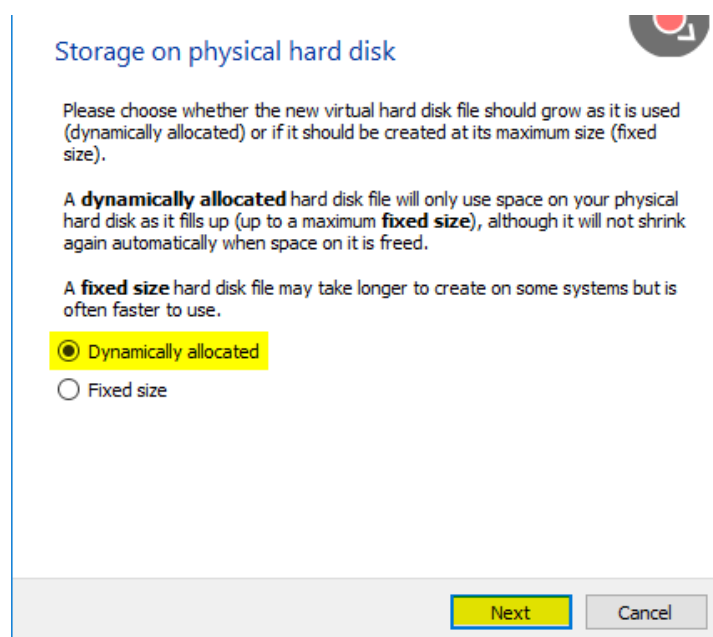 Storage on physical hard disk
Please choose whether the new virtual hard disk file should grow as it is used
(dynamically allocated) or if it should be created at its maximum size (fixed
size).
A dynamically allocated hard disk file will only use space on your physical
hard disk as it fills up (up to a maximum fixed size), although it will not shrink
again automatically when space on it is freed.
A fixed size hard disk file may take longer to create on some systems but is
often faster to use.
Dynamically allocated
Fixed size
Next Cancel